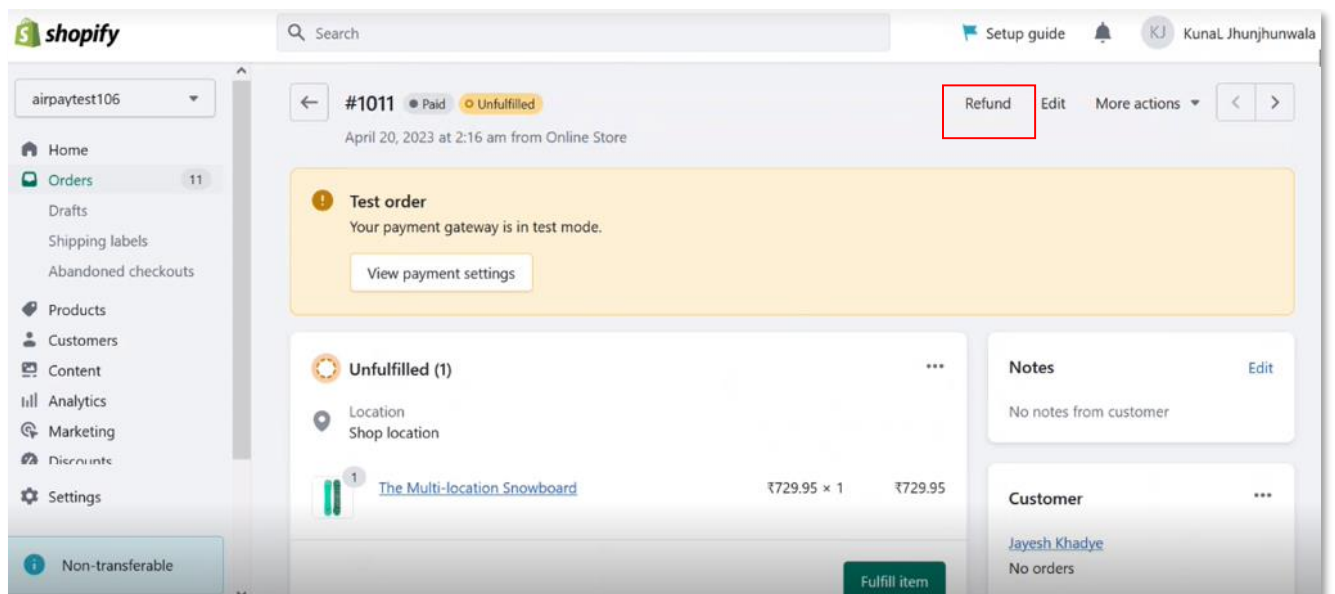 shopify
Search
Setup guide
KJ
KunaL Jhunjhunwala
airpaytest106
Home
Orders 11
Drafts
Shipping labels
Abandoned checkouts
Products
Customers
Content
Analytics
Marketing
Discounts
Settings
Non-transferable
#1011 Paid Unfulfilled
Refund Edit More actions
April 20, 2023 at 2:16 am from Online Store
Test order
Your payment gateway is in test mode.
View payment settings
Unfulfilled (1)
Location
Shop location
1
The Multi-location Snowboard ₹729.95 × 1 ₹729.95
Fulfill item
Notes Edit
No notes from customer
Customer
Jayesh Khadye
No orders